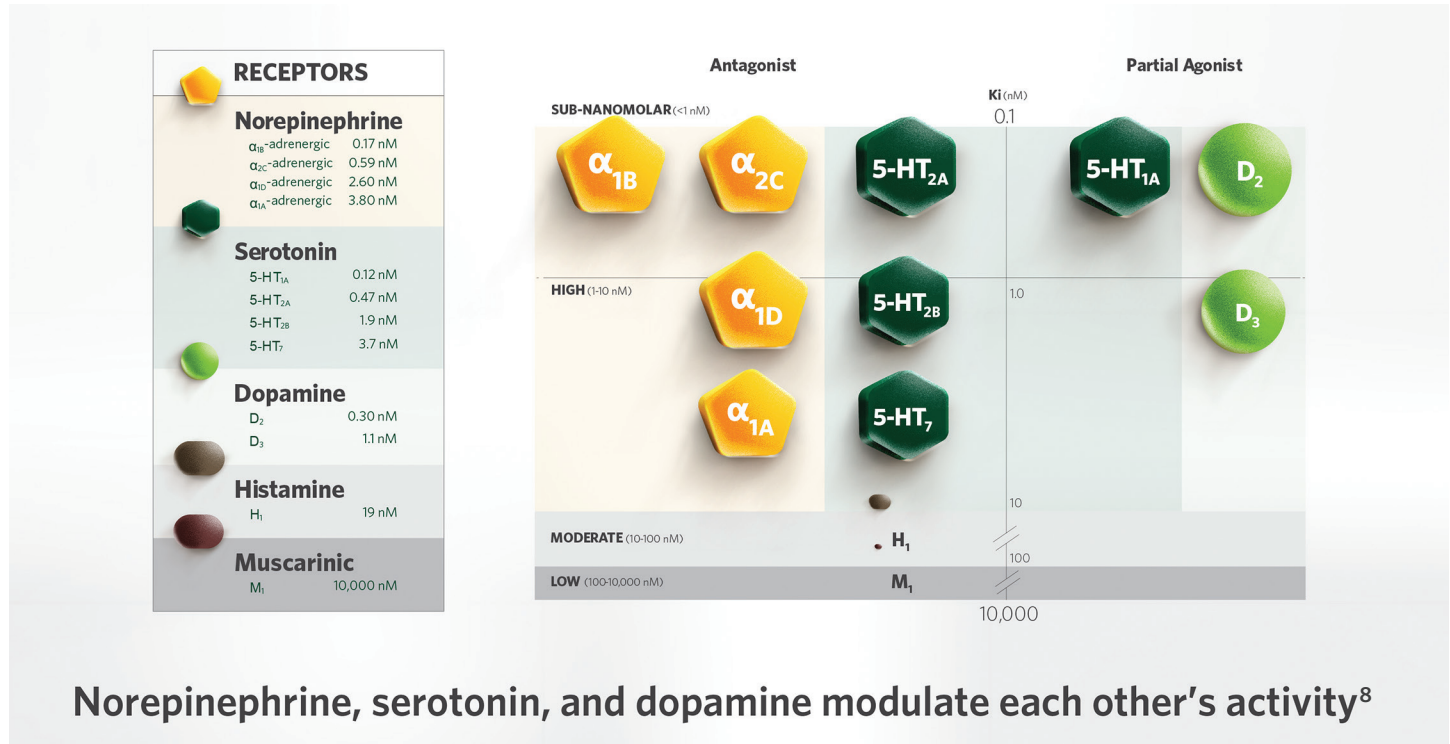 RECEPTORS
Norepinephrine
α1B-adrenergic 0.17 nM
α2C-adrenergic 0.59 nM
α1D-adrenergic 2.60 nM
α1A-adrenergic 3.80 nM
Serotonin
5-HT1A 0.12 nM
5-HT2A 0.47 nM
5-HT2B 1.9 nM
5-HT7 3.7 nM
Dopamine
D2 0.30 nM
D3 1.1 nM
Histamine
H1 19 nM
Muscarinic
M1 10,000 nM
Antagonist Partial Agonist
Ki (nM)
SUB-NANOMOLAR (<1 nM) 0.1
α1B α2C 5-HT2A 5-HT1A D2
HIGH (1-10 nM) 1.0
α1D 5-HT2B D3
α1A 5-HT7
10
MODERATE (10-100 nM) H1
100
LOW (100-10,000 nM) M1
10,000
Norepinephrine, serotonin, and dopamine modulate each other's activity8